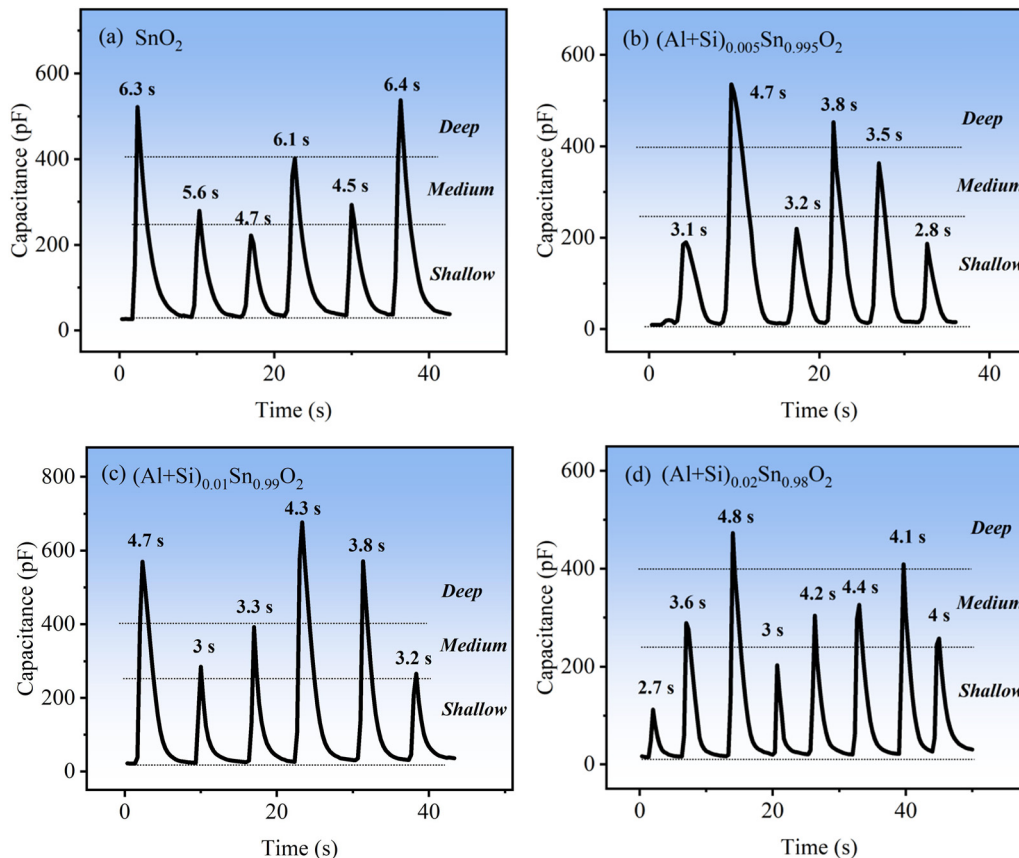 (a) SnO₂
6.3 s
5.6 s
4.7 s
6.1 s
4.5 s
6.4 s
Deep
Medium
Shallow
600
400
200
0
0
20
40
Capacitance (pF)
Time (s)
(b) (Al+Si)₀.₀₀₅Sn₀.₉₉₅O₂
3.1 s
4.7 s
3.2 s
3.8 s
3.5 s
2.8 s
Deep
Medium
Shallow
600
400
200
0
0
20
40
Capacitance (pF)
Time (s)
(c) (Al+Si)₀.₀₁Sn₀.₉₉O₂
4.7 s
3 s
3.3 s
4.3 s
3.8 s
3.2 s
Deep
Medium
Shallow
800
600
400
200
0
0
20
40
Capacitance (pF)
Time (s)
(d) (Al+Si)₀.₀₂Sn₀.₉₈O₂
2.7 s
3.6 s
4.8 s
3 s
4.2 s
4.4 s
4.1 s
4 s
Deep
Medium
Shallow
600
400
200
0
0
20
40
Capacitance (pF)
Time (s)